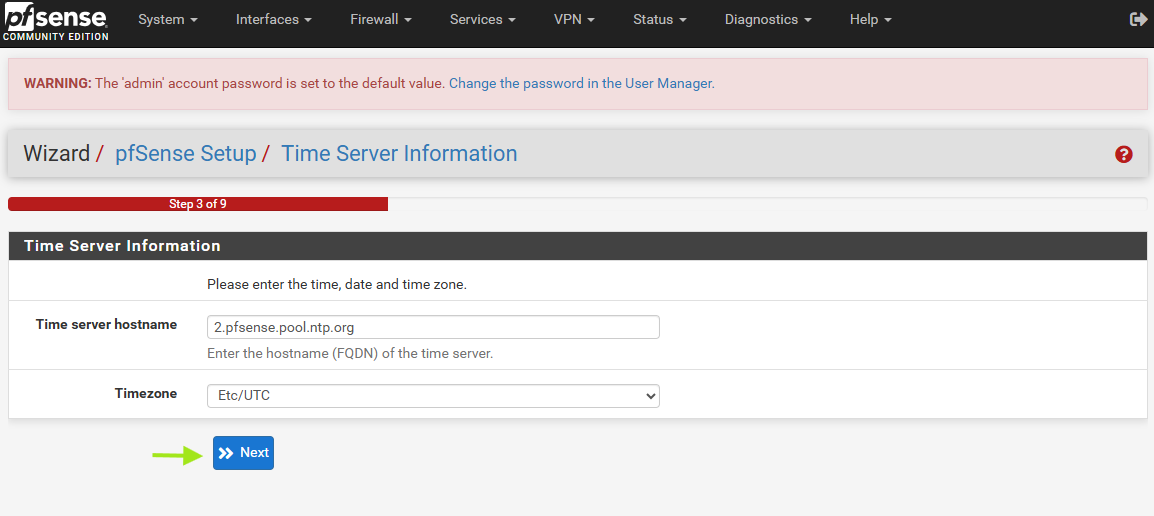 pfsense
COMMUNITY EDITION
System Interfaces Firewall Services VPN Status Diagnostics Help
WARNING: The 'admin' account password is set to the default value. Change the password in the User Manager.
Wizard / pfSense Setup / Time Server Information
Step 3 of 9
Time Server Information
Please enter the time, date and time zone.
Time server hostname 2.pfsense.pool.ntp.org
Enter the hostname (FQDN) of the time server.
Timezone Etc/UTC
Next